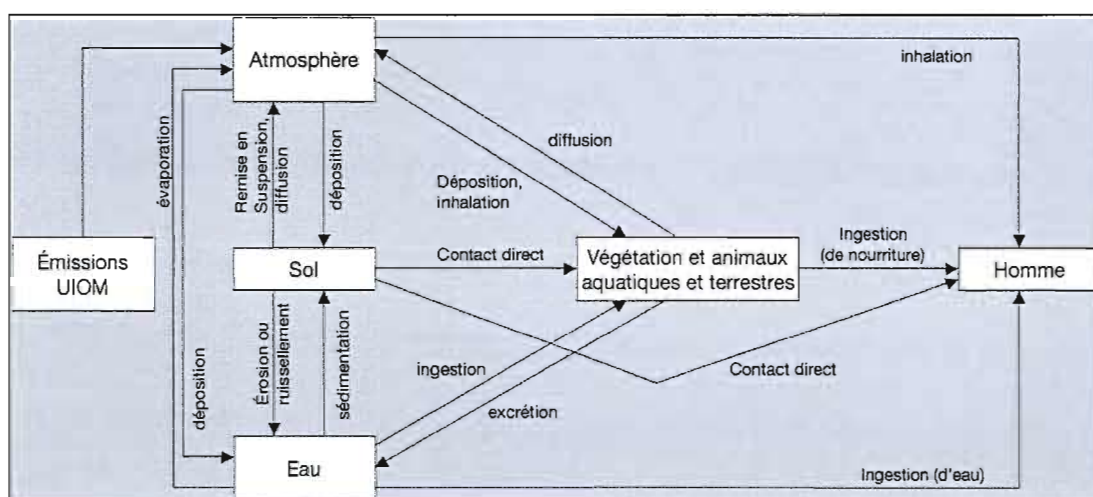 Atmosphère
inhalation
évaporation
Remise en
Suspension,
diffusion
déposition
diffusion
Déposition,
inhalation
Émissions
UIOM
Sol
Contact direct
Végétation et animaux
aquatiques et terrestres
Ingestion
(de nourriture)
Homme
déposition
Érosion ou
ruissellement
sédimentation
ingestion
excrétion
Contact direct
Eau
Ingestion (d'eau)